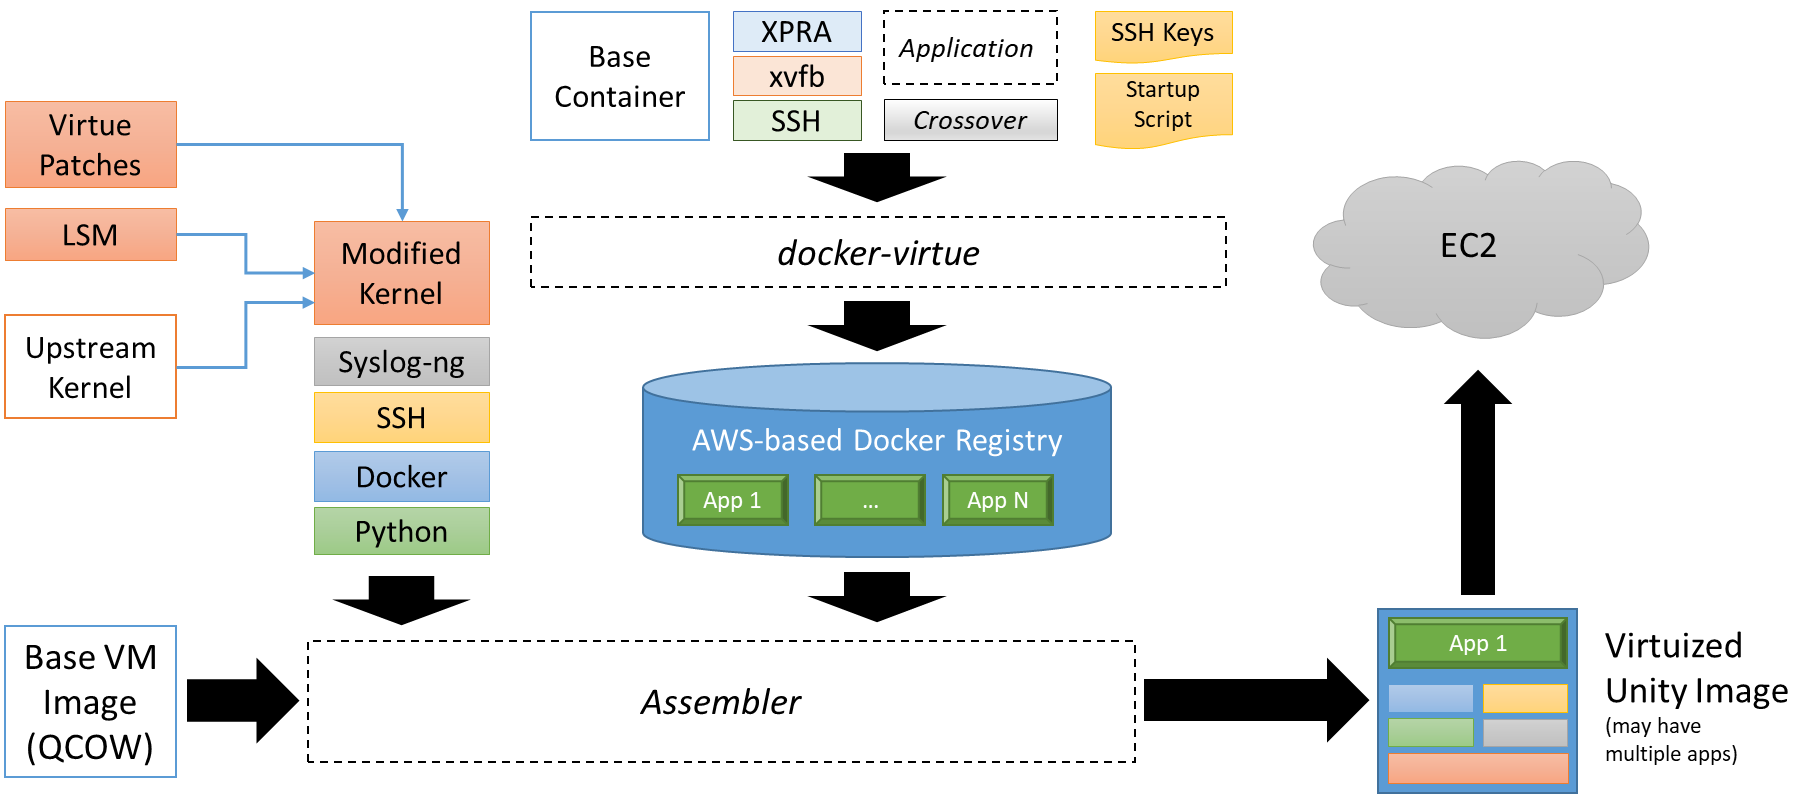 Base
Container
XPRA
xvfb
SSH
Application
Crossover
SSH Keys
Startup
Script
Virtue
Patches
LSM
Upstream
Kernel
Modified
Kernel
Syslog-ng
SSH
Docker
Python
docker-virtue
AWS-based Docker Registry
App 1
...
App N
EC2
Base VM
Image
(QCOW)
Assembler
App 1
Virtuized
Unity Image
(may have
multiple apps)